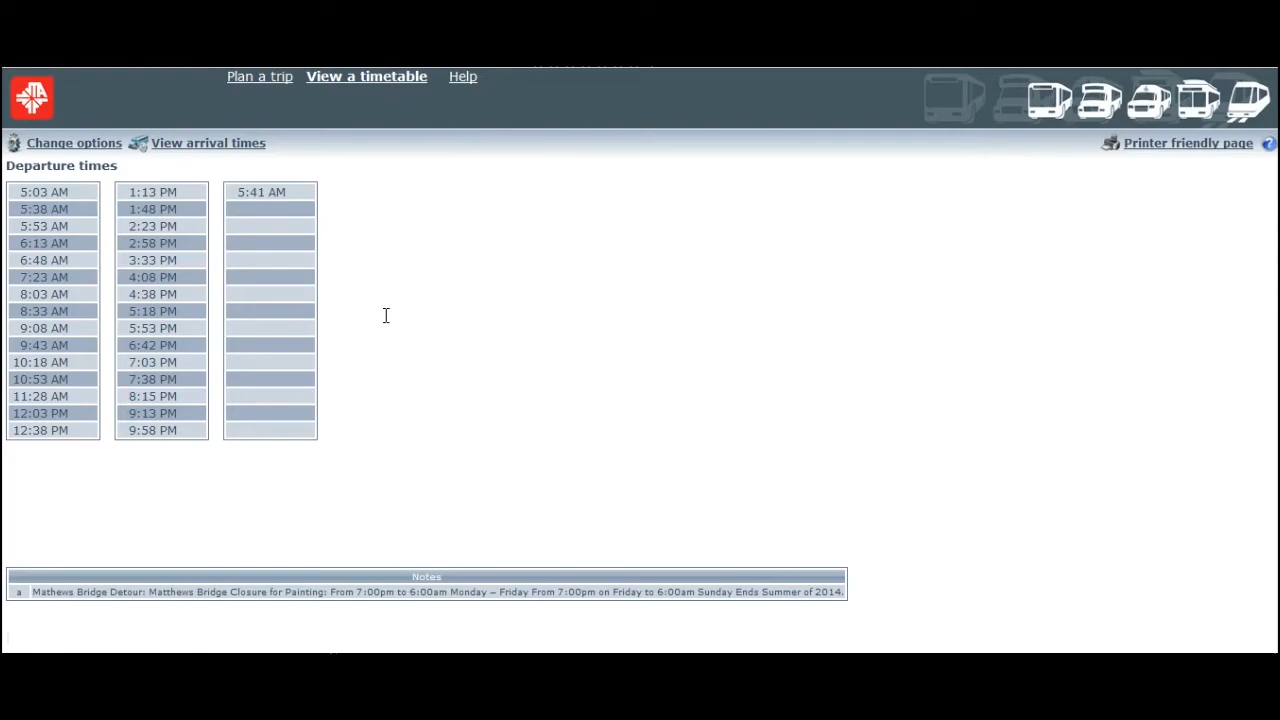 JTA
Plan a trip View a timetable Help
Change options View arrival times Printer friendly page ?
Departure times
5:03 AM 1:13 PM 5:41 AM
5:38 AM 1:48 PM
5:53 AM 2:23 PM
6:13 AM 2:58 PM
6:48 AM 3:33 PM
7:23 AM 4:08 PM
8:03 AM 4:38 PM
8:33 AM 5:18 PM
9:08 AM 5:53 PM
9:43 AM 6:42 PM
10:18 AM 7:03 PM
10:53 AM 7:38 PM
11:28 AM 8:15 PM
12:03 PM 9:13 PM
12:38 PM 9:58 PM
Notes
a Mathews Bridge Detour: Matthews Bridge Closure for Painting: From 7:00pm to 6:00am Monday – Friday From 7:00pm on Friday to 6:00am Sunday Ends Summer of 2014.